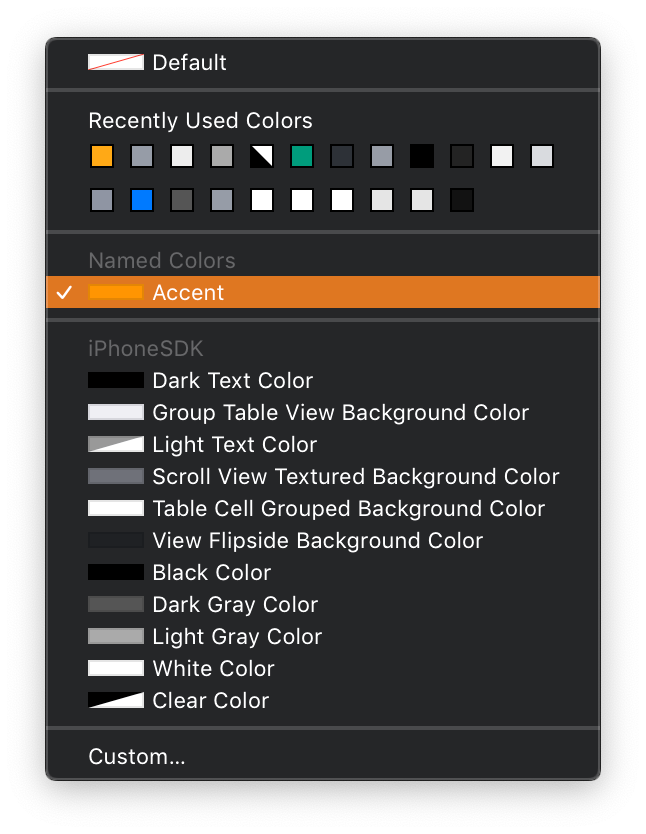 Default
Recently Used Colors
Named Colors
Accent
iPhoneSDK
Dark Text Color
Group Table View Background Color
Light Text Color
Scroll View Textured Background Color
Table Cell Grouped Background Color
View Flipside Background Color
Black Color
Dark Gray Color
Light Gray Color
White Color
Clear Color
Custom...